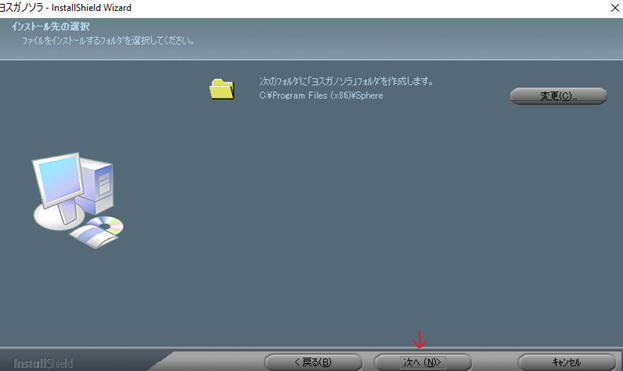 ヨスガノソラ - InstallShield Wizard
インストール先の選択
ファイルをインストールするフォルダを選択してください。
次のフォルダに「ヨスガノソラ」フォルダを作成します。
C:¥Program Files (x86)¥Sphere
変更(C)...
InstallShield
< 戻る(B)
次へ (N)>
キャンセル